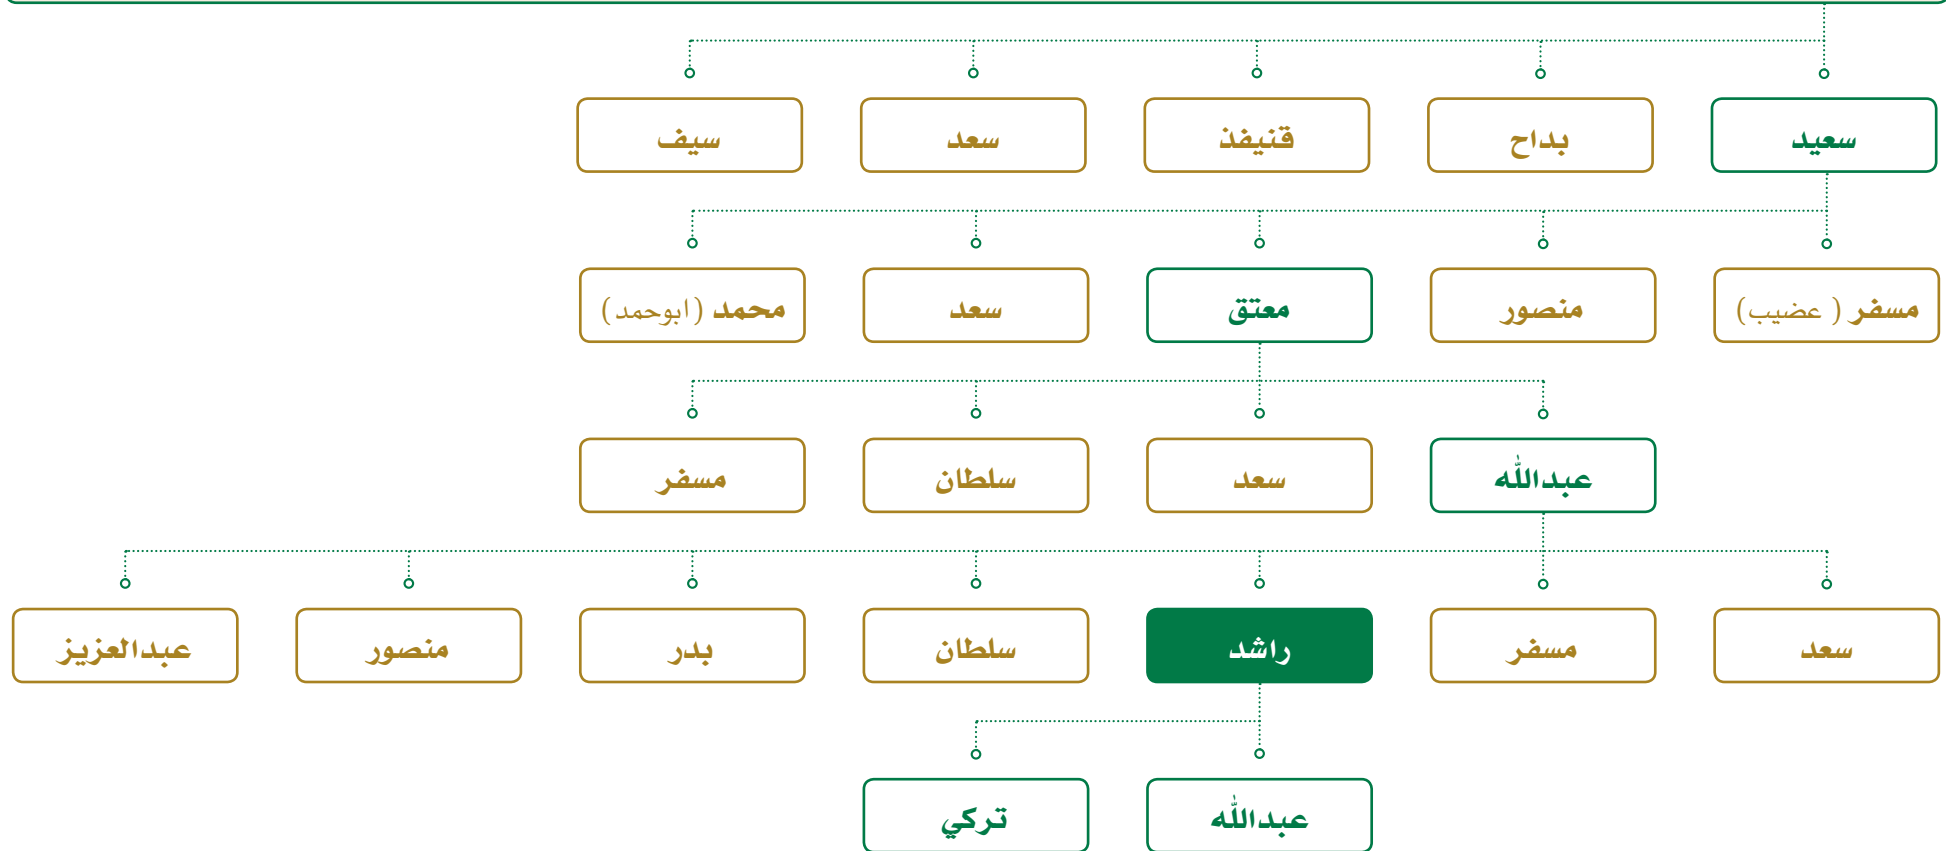 سعيد
بداح
قنيفذ
سعد
سيف
مسفر ( عضيب )
منصور
معتق
سعد
محمد (ابوحمد)
عبدالله
سعد
سلطان
مسفر
سعد
مسفر
راشد
سلطان
بدر
منصور
عبدالعزيز
عبدالله
تركي